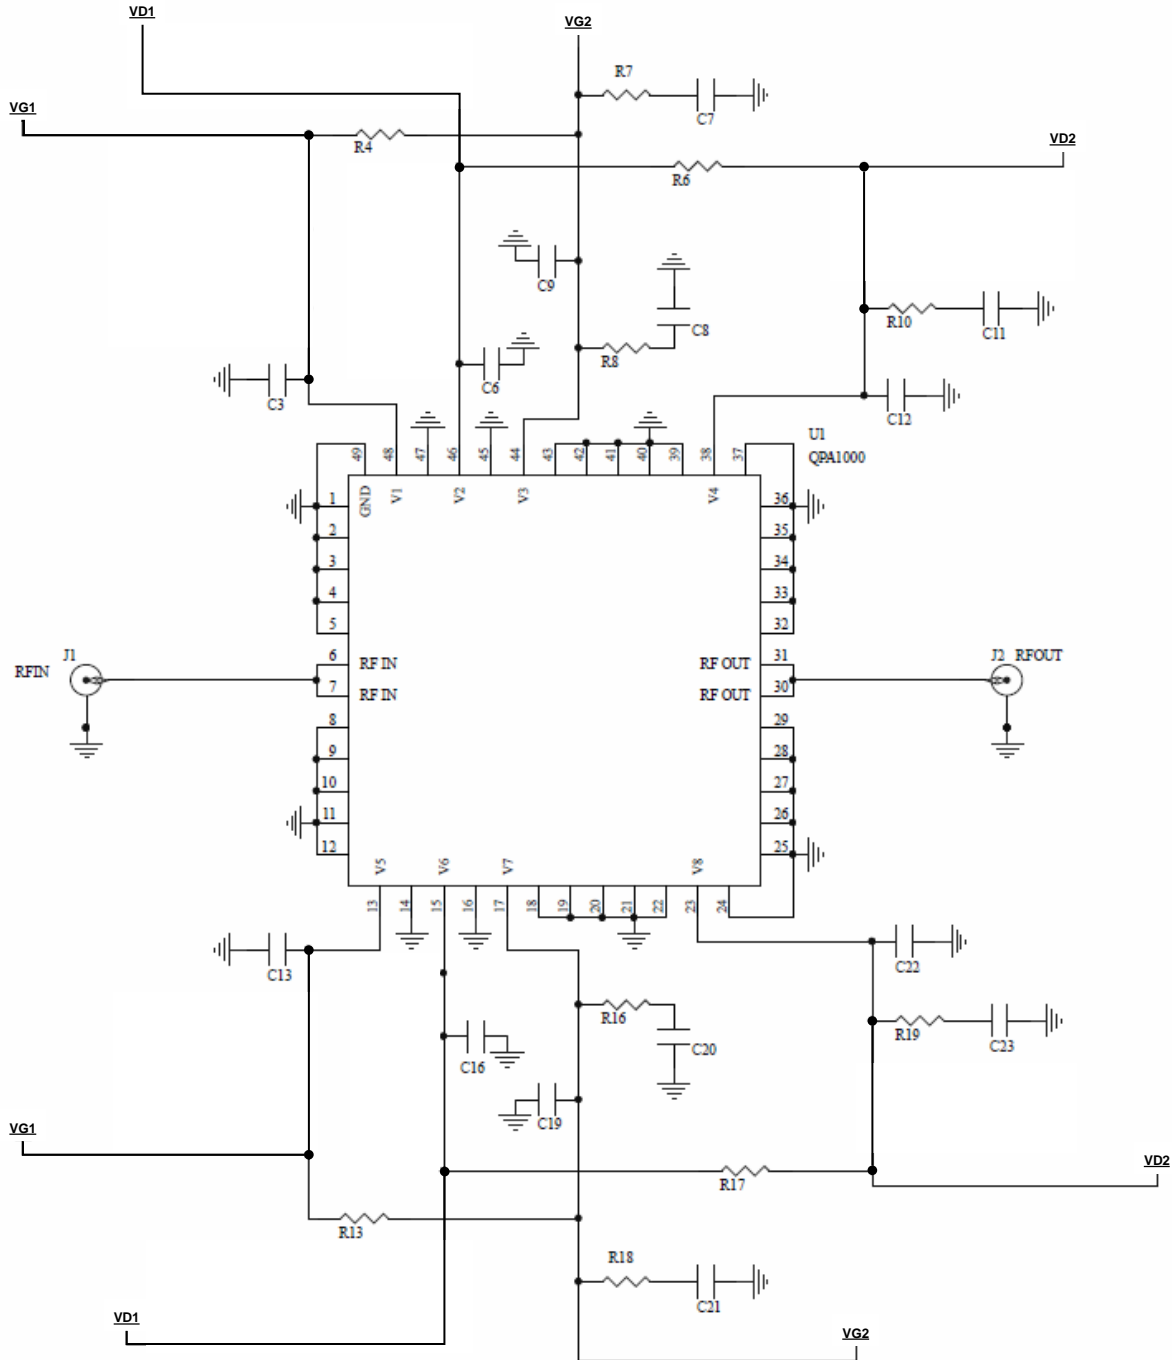 VD1
VG2
R7
C7
VG1
R4
VD2
R6
C9
C8
R10
C11
R8
C6
C3
C12
U1
QPA1000
49
48
47
46
45
44
43
42
41
40
39
38
37
GND
V1
V2
V3
V4
1
36
2
35
3
34
4
33
5
32
J1
RFIN
6
RF IN
RF OUT
31
J2 RFOUT
7
RF IN
RF OUT
30
8
29
9
28
10
27
11
26
12
25
V5
V6
V7
V8
13
14
15
16
17
18
19
20
21
22
23
24
C13
C22
R16
R19
C23
C20
C16
C19
VG1
VD2
R17
R13
R18
C21
VD1
VG2